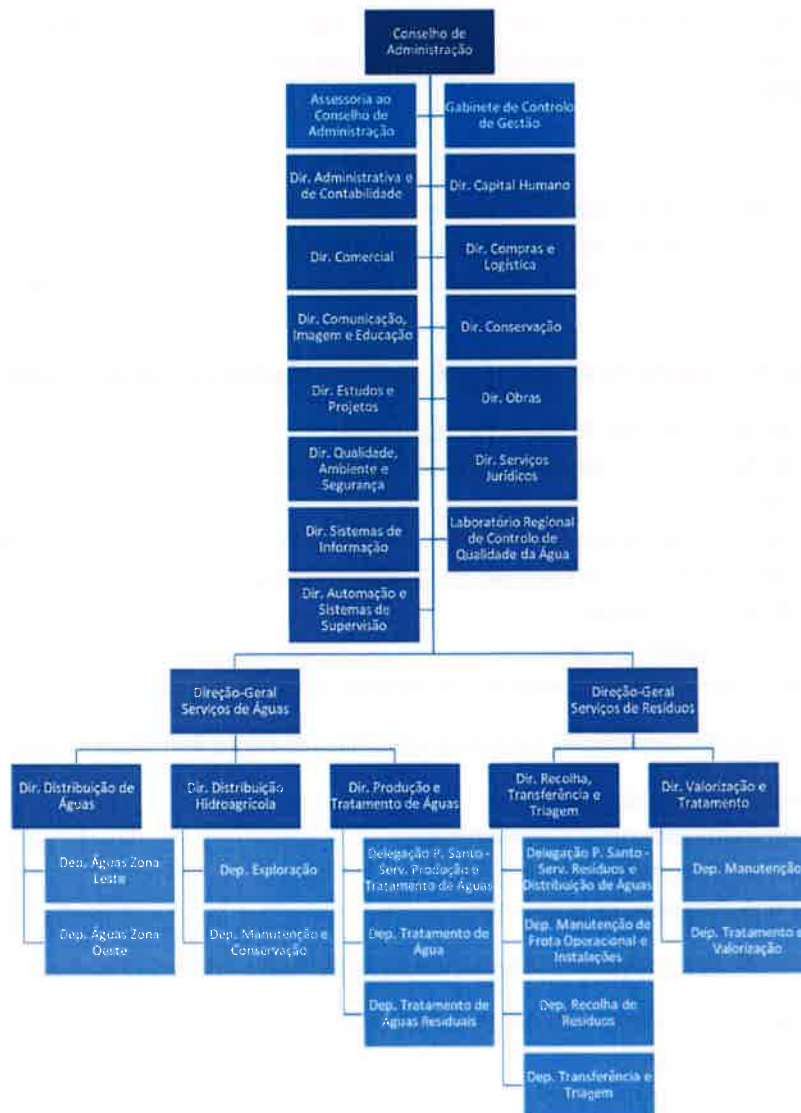 Conselho de
Administração
Assessoria ao
Conselho de
Administração
Gabinete de Controlo
de Gestão
Dir. Administrativa e
de Contabilidade
Dir. Capital Humano
Dir. Comercial
Dir. Compras e
Logística
Dir. Comunicação,
Imagem e Educação
Dir. Conservação
Dir. Estudos e
Projetos
Dir. Obras
Dir. Qualidade,
Ambiente e
Segurança
Dir. Serviços
Jurídicos
Dir. Sistemas de
Informação
Laboratório Regional
de Controlo de
Qualidade da Água
Dir. Automação e
Sistemas de
Supervisão
Direção-Geral
Serviços de Águas
Direção-Geral
Serviços de Resíduos
Dir. Distribuição de
Águas
Dir. Distribuição
Hidroagrícola
Dir. Produção e
Tratamento de Águas
Dir. Recolha,
Transferência e
Triagem
Dir. Valorização e
Tratamento
Dep. Águas Zona
Leste
Dep. Exploração
Delegação P. Santo -
Serv. Produção e
Tratamento de Águas
Delegação P. Santo -
Serv. Resíduos e
Distribuição de Águas
Dep. Manutenção
Dep. Águas Zona
Oeste
Dep. Manutenção e
Conservação
Dep. Tratamento de
Água
Dep. Manutenção de
Frota Operacional e
Instalações
Dep. Tratamento e
Valorização
Dep. Tratamento de
Águas Residuais
Dep. Recolha de
Resíduos
Dep. Transferência e
Triagem